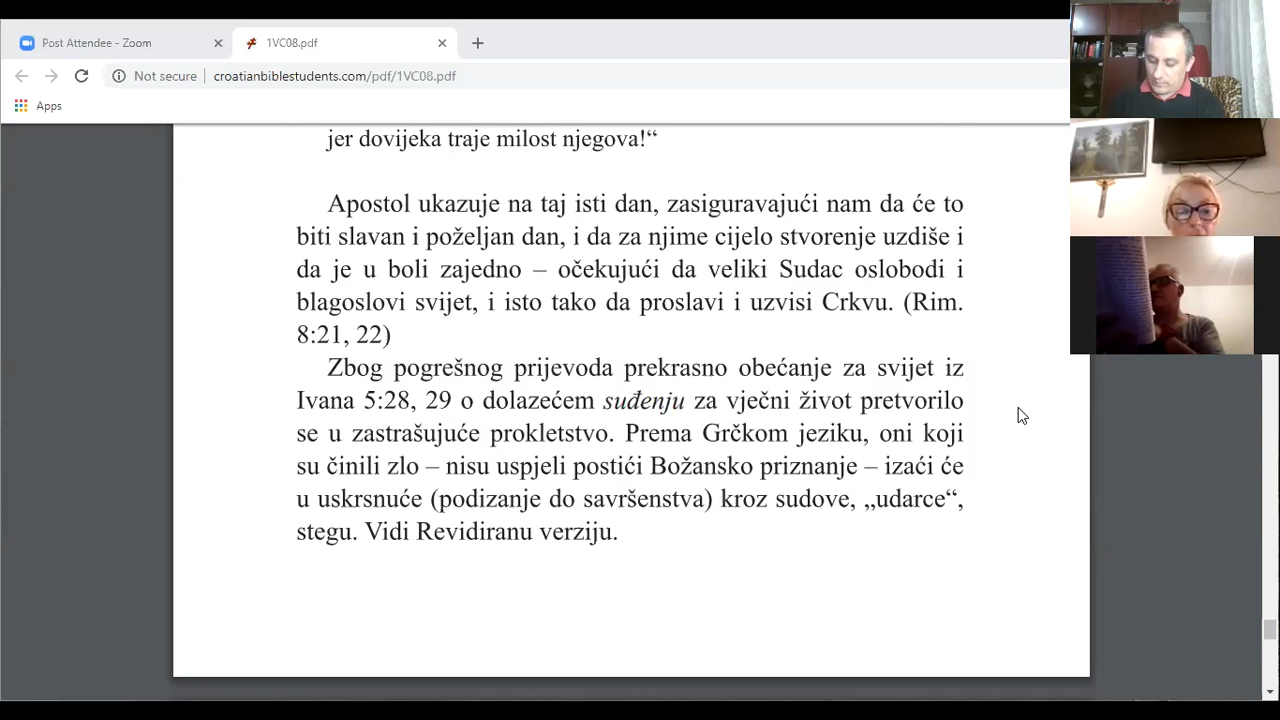 Post Attendee - Zoom
1VC08.pdf
Not secure
croatianbiblestudents.com/pdf/1VC08.pdf
Apps
jer dovijeka traje milost njegova!“
Apostol ukazuje na taj isti dan, zasiguravajući nam da će to
biti slavan i poželjan dan, i da za njime cijelo stvorenje uzdiše i
da je u boli zajedno – očekujući da veliki Sudac oslobodi i
blagoslovi svijet, i isto tako da proslavi i uzvisi Crkvu. (Rim.
8:21, 22)
Zbog pogrešnog prijevoda prekrasno obećanje za svijet iz
Ivana 5:28, 29 o dolazećem suđenju za vječni život pretvorilo
se u zastrašujuće prokletstvo. Prema Grčkom jeziku, oni koji
su činili zlo – nisu uspjeli postići Božansko priznanje – izaći će
u uskrsnuće (podizanje do savršenstva) kroz sudove, „udarce“,
stegu. Vidi Revidiranu verziju.